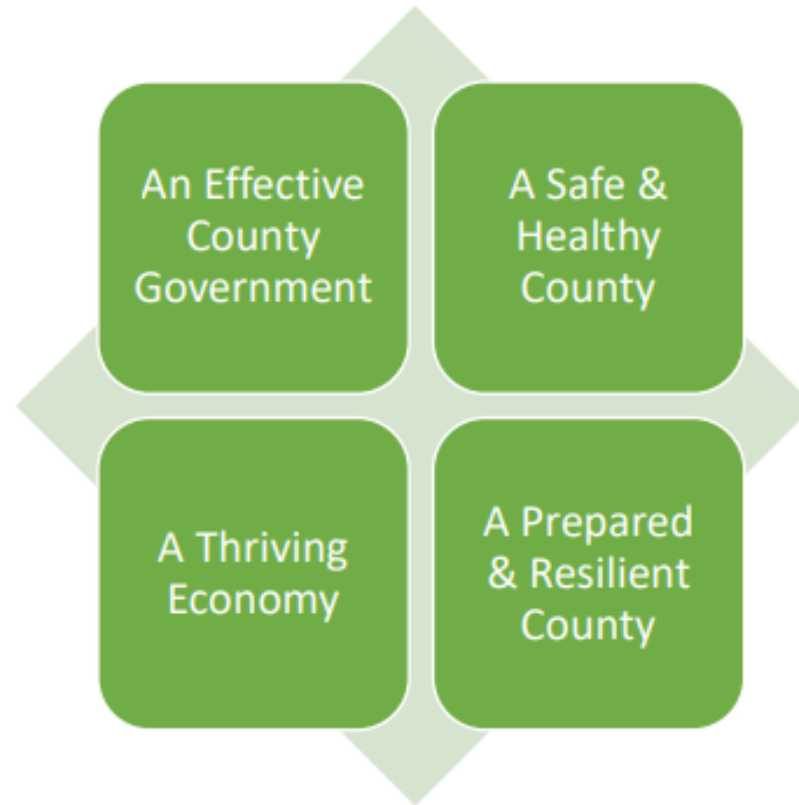 An Effective
County
Government
A Safe &
Healthy
County
A Thriving
Economy
A Prepared
& Resilient
County